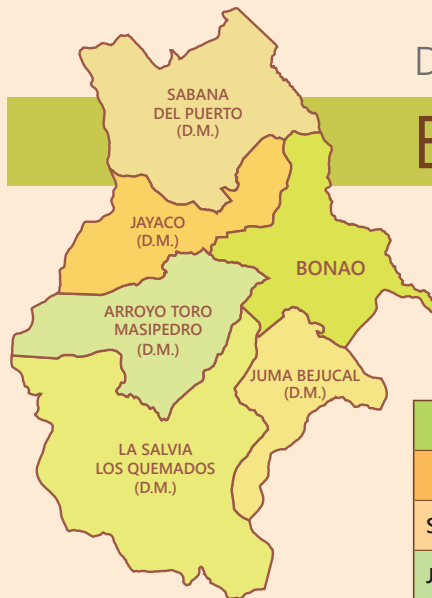 D
B
SABANA
DEL PUERTO
(D.M.)
JAYACO
(D.M.)
BONAO
ARROYO TORO
MASIPEDRO
(D.M.)
JUMA BEJUCAL
(D.M.)
LA SALVIA
LOS QUEMADOS
(D.M.)
S
J